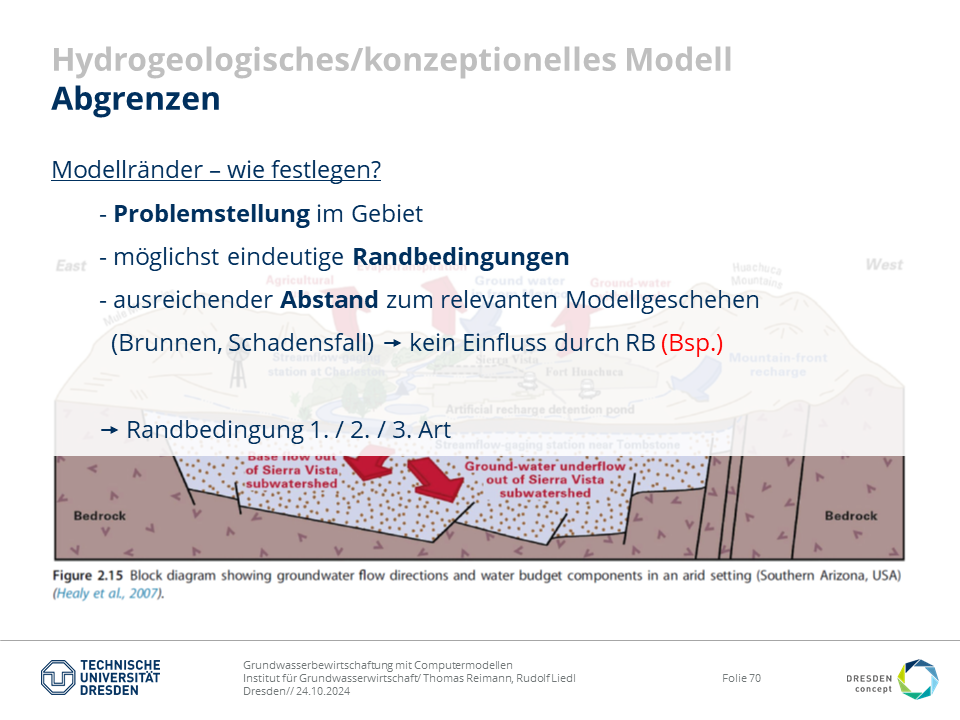 Hydrogeologisches/konzeptionelles Modell
Abgrenzen
Modellränder – wie festlegen?
- Problemstellung im Gebiet
- möglichst eindeutige Randbedingungen
East
West
Agricultural
evapotranspiration
Ground water
Ground-water
Huachuca
Mountains
- ausreichender Abstand zum relevanten Modellgeschehen
(Brunnen, Schadensfall) → kein Einfluss durch RB (Bsp.)
Streamflow-gaging
station at Charleston
Sierra Vista
Fort Huachuca
Mountain-front
recharge
Artificial recharge detention pond
→ Randbedingung 1. / 2. / 3. Art
Streamflow-gaging station near Tombstone
Base flow out
of Sierra Vista
subwatershed
Ground-water underflow
out of Sierra Vista
subwatershed
Bedrock
Bedrock
Figure 2.15 Block diagram showing groundwater flow directions and water budget components in an arid setting (Southern Arizona, USA)
(Healy et al., 2007).
TECHNISCHE
UNIVERSITÄT
DRESDEN
Grundwasserbewirtschaftung mit Computermodellen
Institut für Grundwasserwirtschaft/ Thomas Reimann, Rudolf Liedl
Dresden// 24.10.2024
Folie 70
DRESDEN
concept